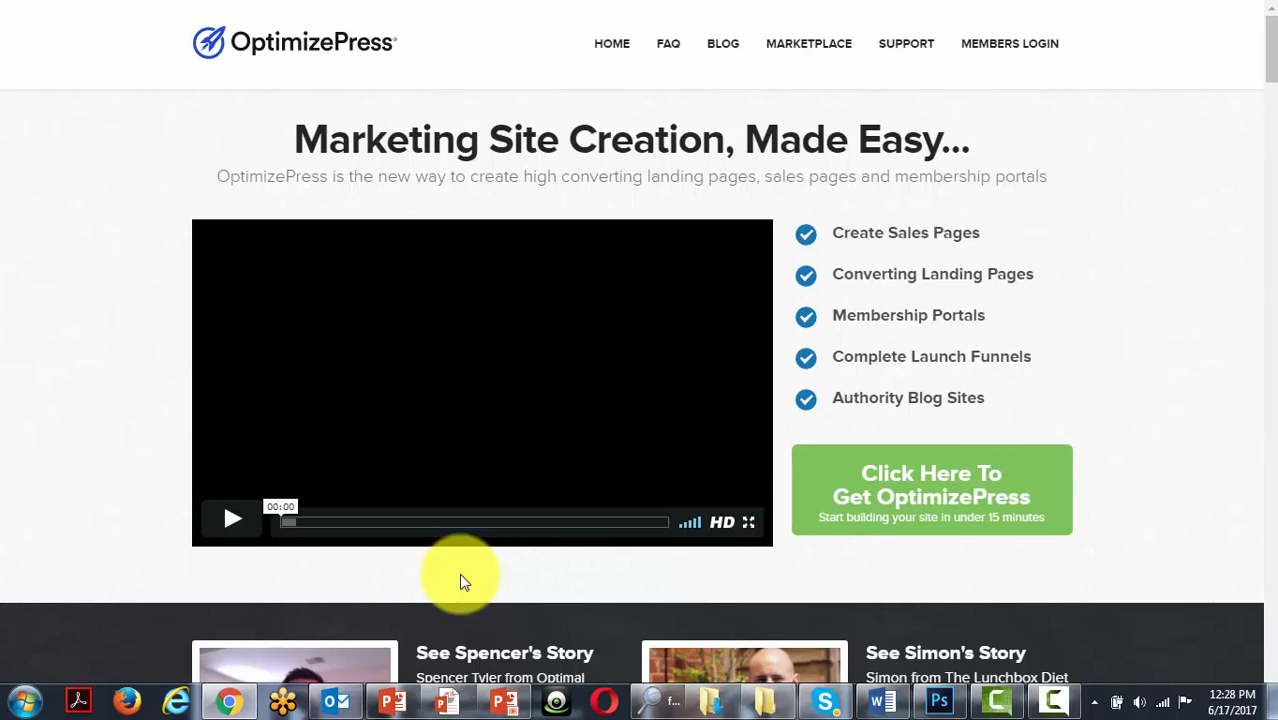 OptimizePress®
HOME FAQ BLOG MARKETPLACE SUPPORT MEMBERS LOGIN
Marketing Site Creation, Made Easy...
OptimizePress is the new way to create high converting landing pages, sales pages and membership portals
Create Sales Pages
Converting Landing Pages
Membership Portals
Complete Launch Funnels
Authority Blog Sites
Click Here To
Get OptimizePress
Start building your site in under 15 minutes
00:00
HD
See Spencer's Story
Spencer Tyler from Optimal
See Simon's Story
Simon from The Lunchbox Diet
f...
12:28 PM
6/17/2017